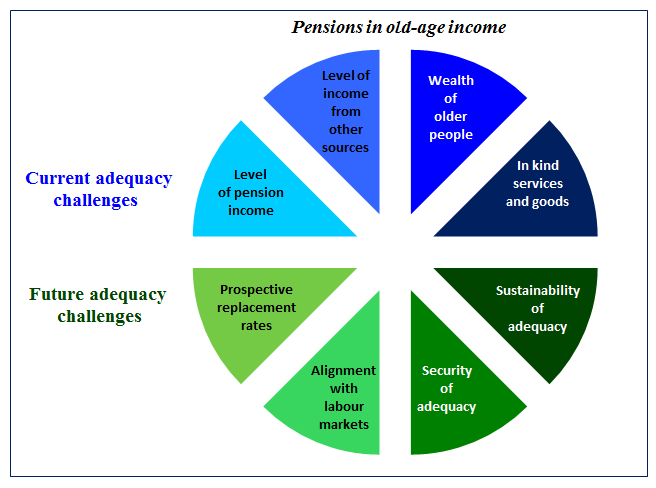 Pensions in old-age income
Level of
income
from
other
sources
Wealth
of
older
people
Current adequacy
challenges
Level
of pension
income
In kind
services
and goods
Future adequacy
challenges
Prospective
replacement
rates
Sustainability
of
adequacy
Alignment
with
labour
markets
Security
of
adequacy